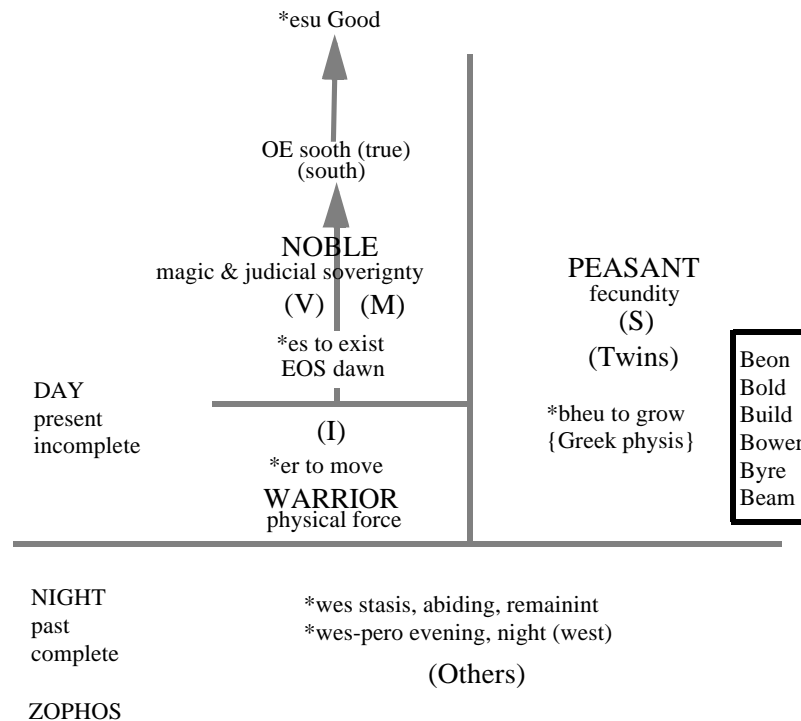 *esu Good
OE sooth (true)
(south)
NOBLE
magic & judicial soverignty
(V) (M)
*es to exist
EOS dawn
PEASANT
fecundity
(S)
(Twins)
*bheu to grow
{Greek physis}
Beon
Bold
Build
Bower
Byre
Beam
DAY
present
incomplete
(I)
*er to move
WARRIOR
physical force
NIGHT
past
complete
*wes stasis, abiding, remainint
*wes-pero evening, night (west)
(Others)
ZOPHOS